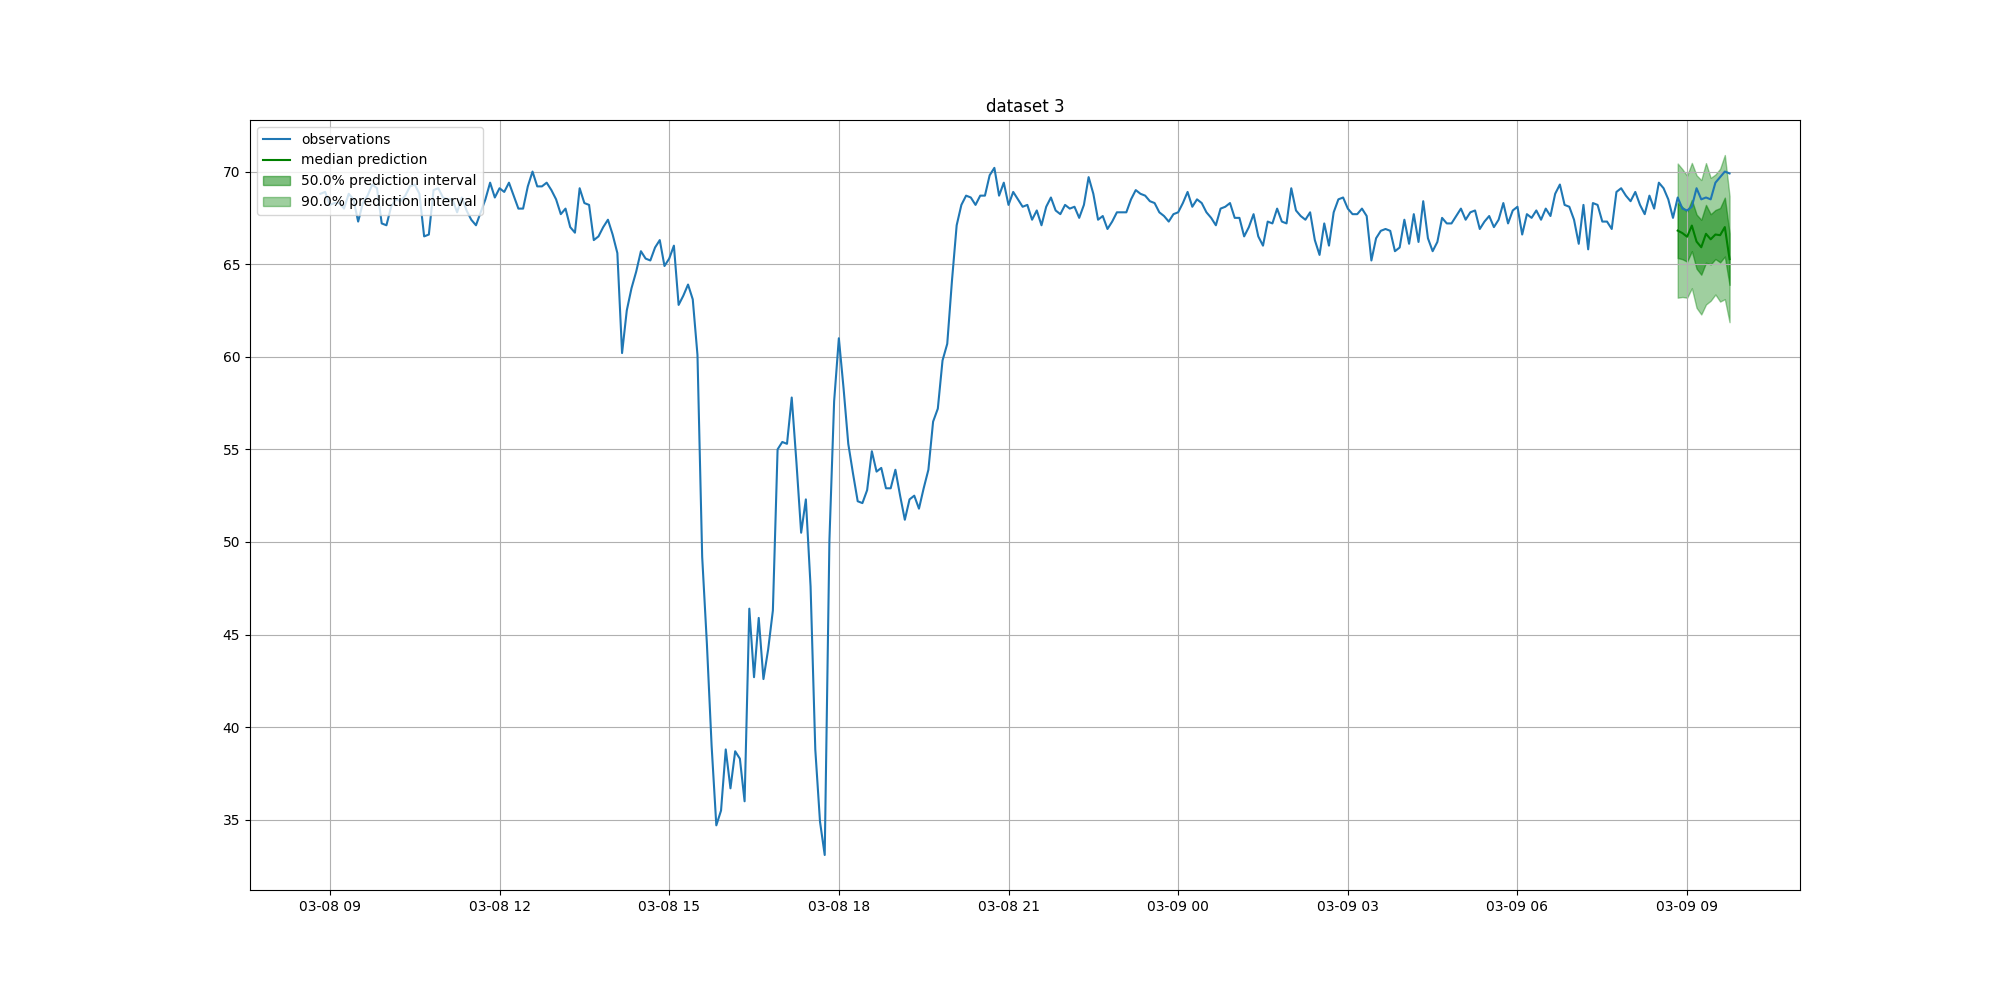 dataset 3
observations
median prediction
50.0% prediction interval
90.0% prediction interval
70
65
60
55
50
45
40
35
03-08 09 03-08 12 03-08 15 03-08 18 03-08 21 03-09 00 03-09 03 03-09 06 03-09 09